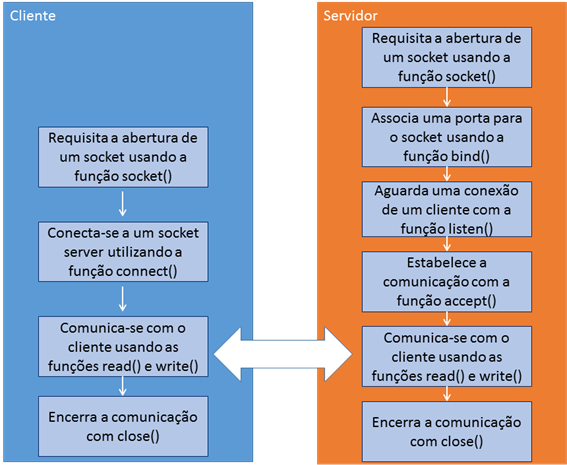 Cliente
Requisita a abertura de
um socket usando a
função socket()
Conecta-se a um socket
server utilizando a
função connect()
Comunica-se com o
cliente usando as
funções read() e write()
Encerra a comunicação
com close()
Servidor
Requisita a abertura de
um socket usando a
função socket()
Associa uma porta para
o socket usando a
função bind()
Aguarda uma conexão
de um cliente com a
função listen()
Estabelece a
comunicação com a
função accept()
Comunica-se com o
cliente usando as
funções read() e write()
Encerra a comunicação
com close()